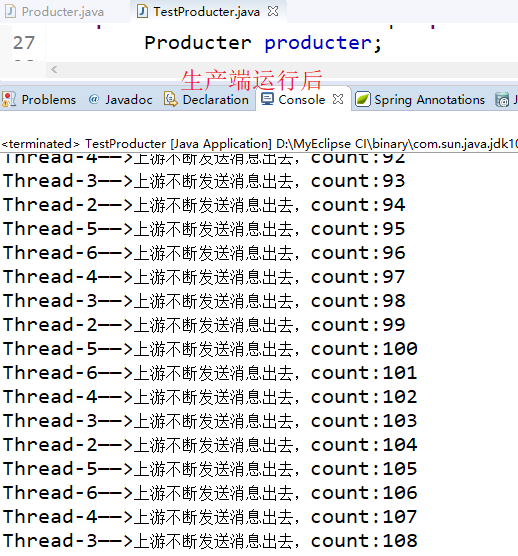 Producter.java TestProducter.java
27 Producter producter;
生产端运行后
Problems @ Javadoc Declaration Console Spring Annotations
<terminated> TestProducter [Java Application] D:\MyEclipse CI\binary\com.sun.java.jdk10
Thread-4——>上游不断发送消息出去，count:92
Thread-3——>上游不断发送消息出去，count:93
Thread-2——>上游不断发送消息出去，count:94
Thread-5——>上游不断发送消息出去，count:95
Thread-6——>上游不断发送消息出去，count:96
Thread-4——>上游不断发送消息出去，count:97
Thread-3——>上游不断发送消息出去，count:98
Thread-2——>上游不断发送消息出去，count:99
Thread-5——>上游不断发送消息出去，count:100
Thread-6——>上游不断发送消息出去，count:101
Thread-4——>上游不断发送消息出去，count:102
Thread-3——>上游不断发送消息出去，count:103
Thread-2——>上游不断发送消息出去，count:104
Thread-5——>上游不断发送消息出去，count:105
Thread-6——>上游不断发送消息出去，count:106
Thread-4——>上游不断发送消息出去，count:107
Thread-3——>上游不断发送消息出去，count:108